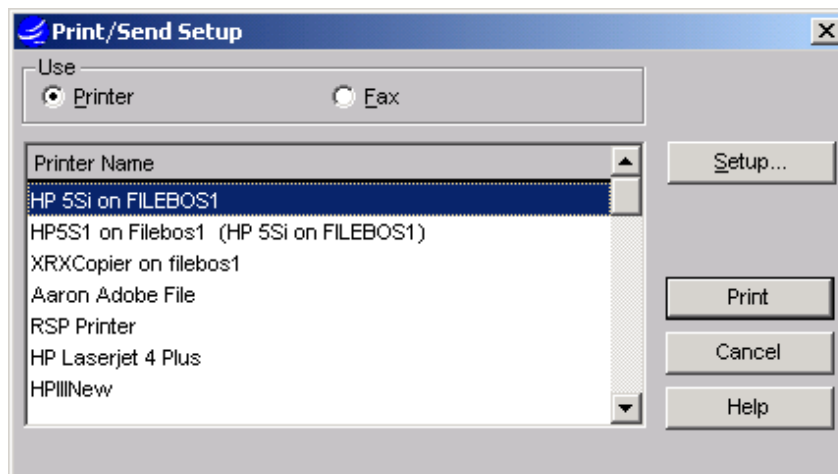 Print/Send Setup
Use
Printer Fax
Printer Name
Setup...
HP 5Si on FILEBOS1
HP5S1 on Filebos1 (HP 5Si on FILEBOS1)
XRXCopier on filebos1
Aaron Adobe File
Print
RSP Printer
HP Laserjet 4 Plus
Cancel
HPIIINew
Help